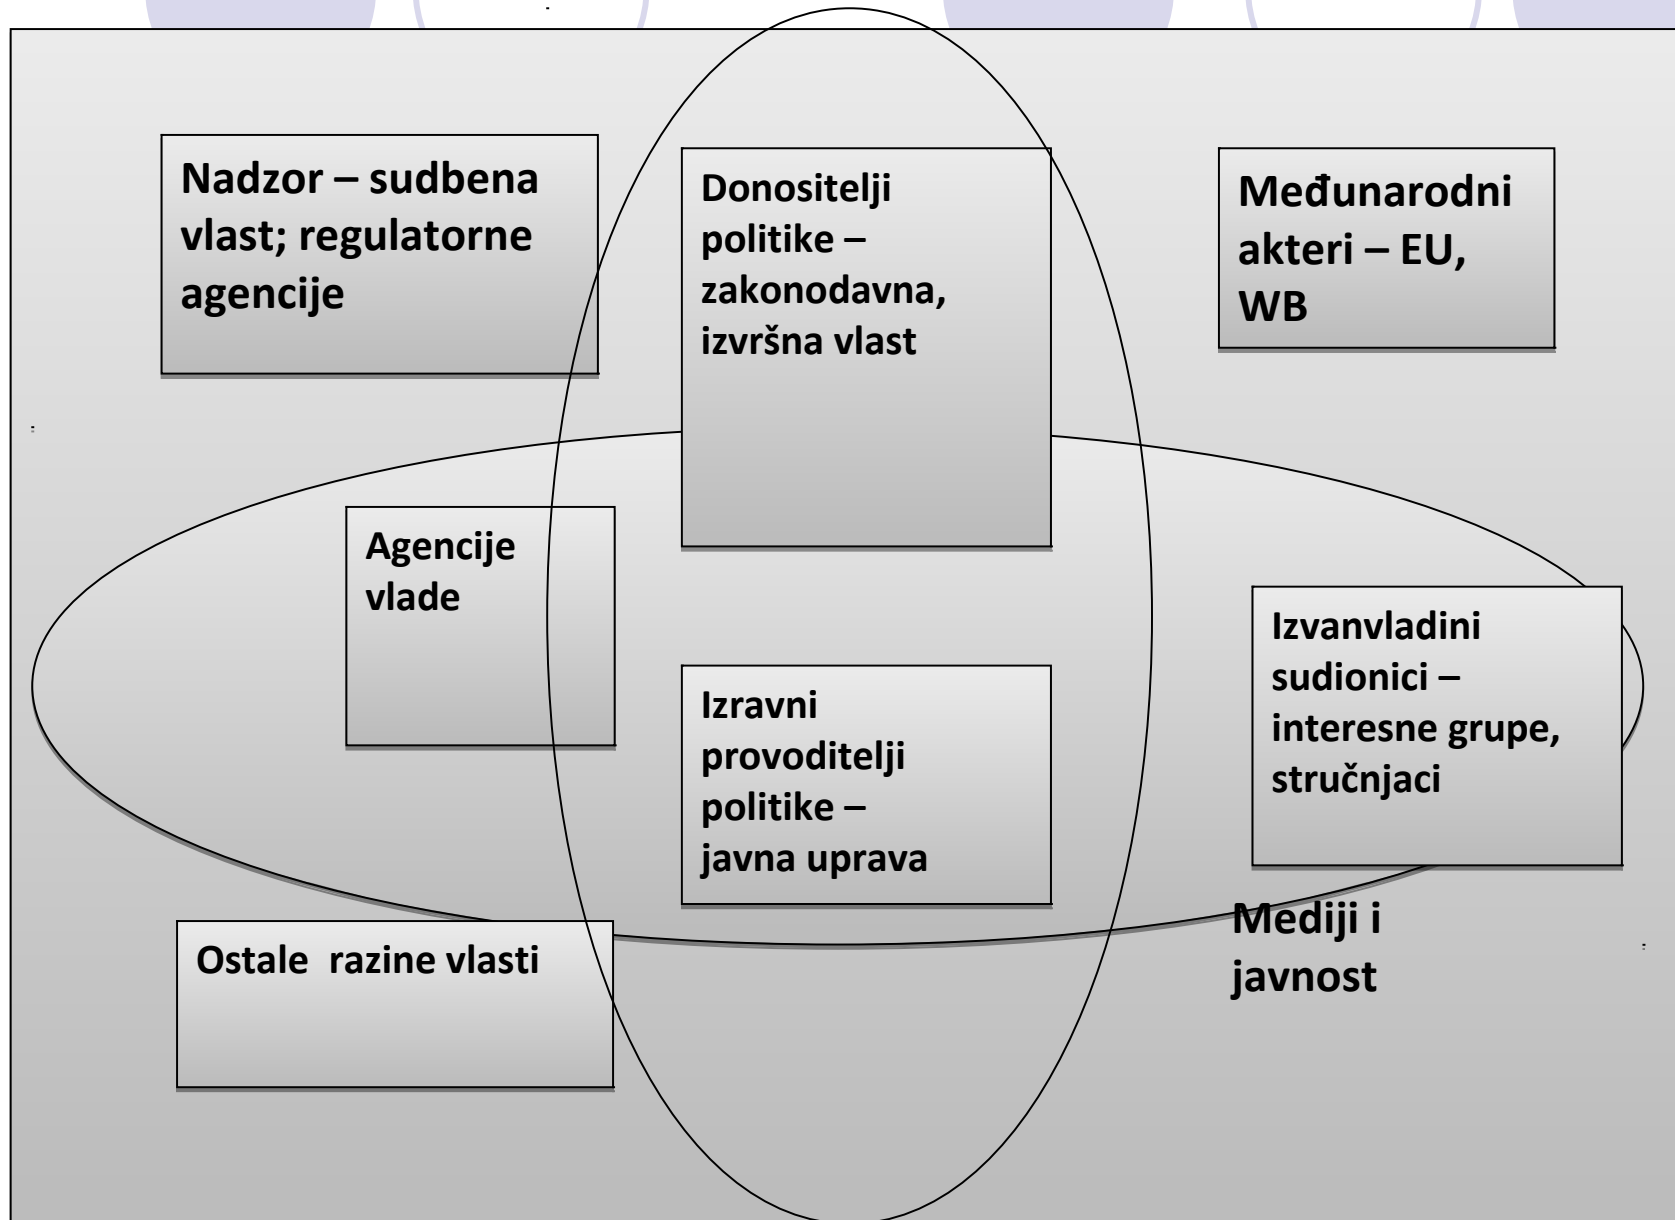 Nadzor – sudbena
vlast; regulatorne
agencije
Donositelji
politike –
zakonodavna,
izvršna vlast
Međunarodni
akteri – EU,
WB
Agencije
vlade
Izravni
provoditelji
politike –
javna uprava
Izvanvladini
sudionici –
interesne grupe,
stručnjaci
Ostale  razine vlasti
Mediji i
javnost